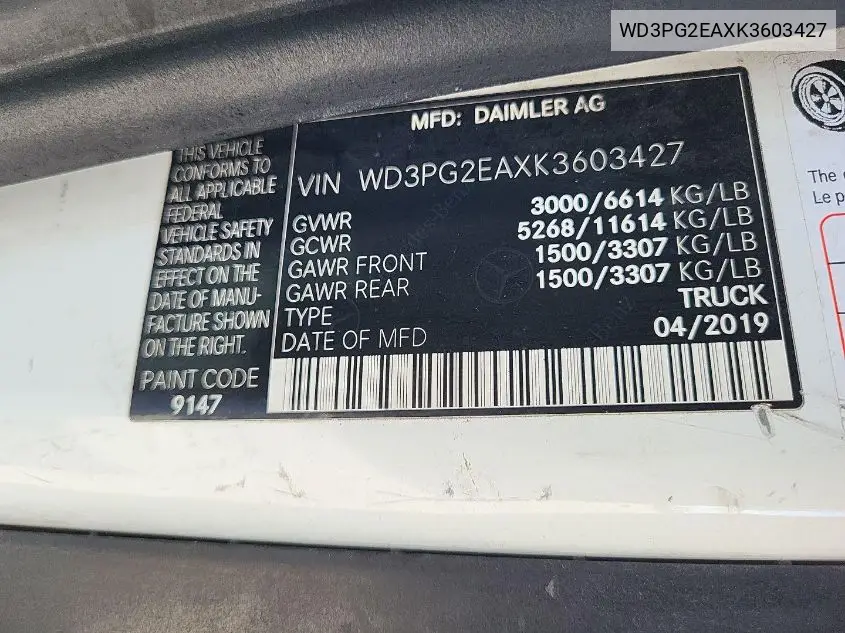 WD3PG2EAXK3603427
MFD: DAIMLER AG
THIS VEHICLE
CONFORMS TO
ALL APPLICABLE
FEDERAL
VEHICLE SAFETY
STANDARDS IN
EFFECT ON THE
DATE OF MANU-
FACTURE SHOWN
ON THE RIGHT.
PAINT CODE
9147
VIN WD3PG2EAXK3603427
GVWR 3000/6614 KG/LB
GCWR 5268/11614 KG/LB
GAWR FRONT 1500/3307 KG/LB
GAWR REAR 1500/3307 KG/LB
TYPE TRUCK
DATE OF MFD 04/2019
The
Le p